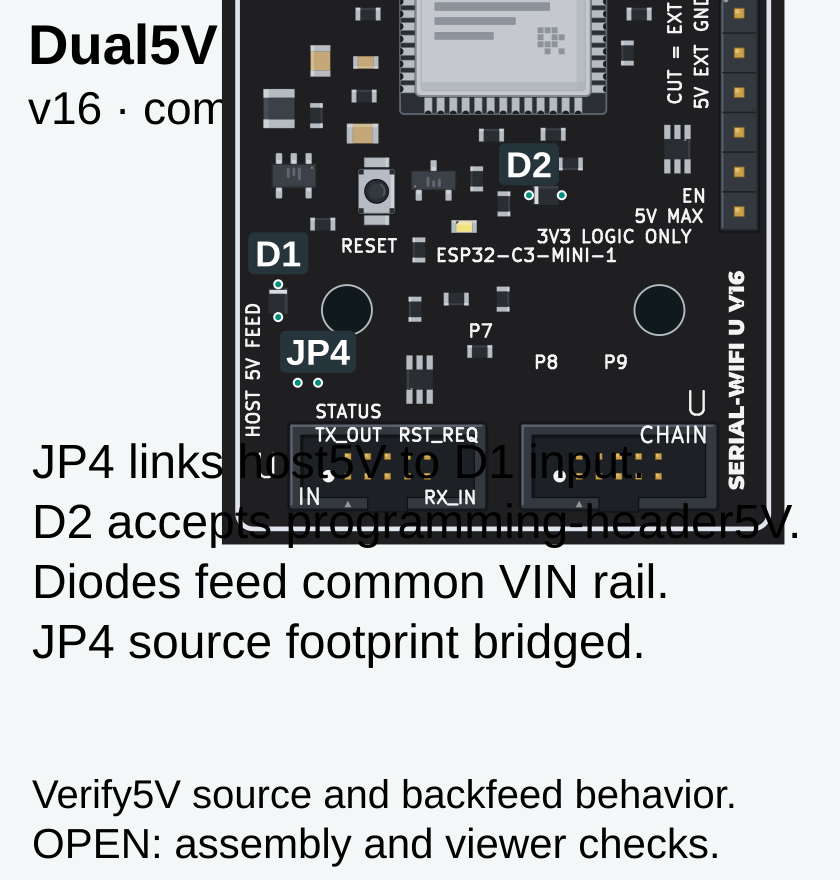 Dual5V
v16 · com
CUT = EXT
5V EXT GND
D2
EN
5V MAX
3V3 LOGIC ONLY
ESP32-C3-MINI-1
RESET
D1
JP4
HOST 5V FEED
P7
P8
P9
STATUS
TX_OUT RST_REQ
U
CHAIN
SERIAL-WIFI U V16
JP4 links host5V to D1 input.
IN
RX_IN
D2 accepts programming-header5V.
Diodes feed common VIN rail.
JP4 source footprint bridged.
Verify5V source and backfeed behavior.
OPEN: assembly and viewer checks.